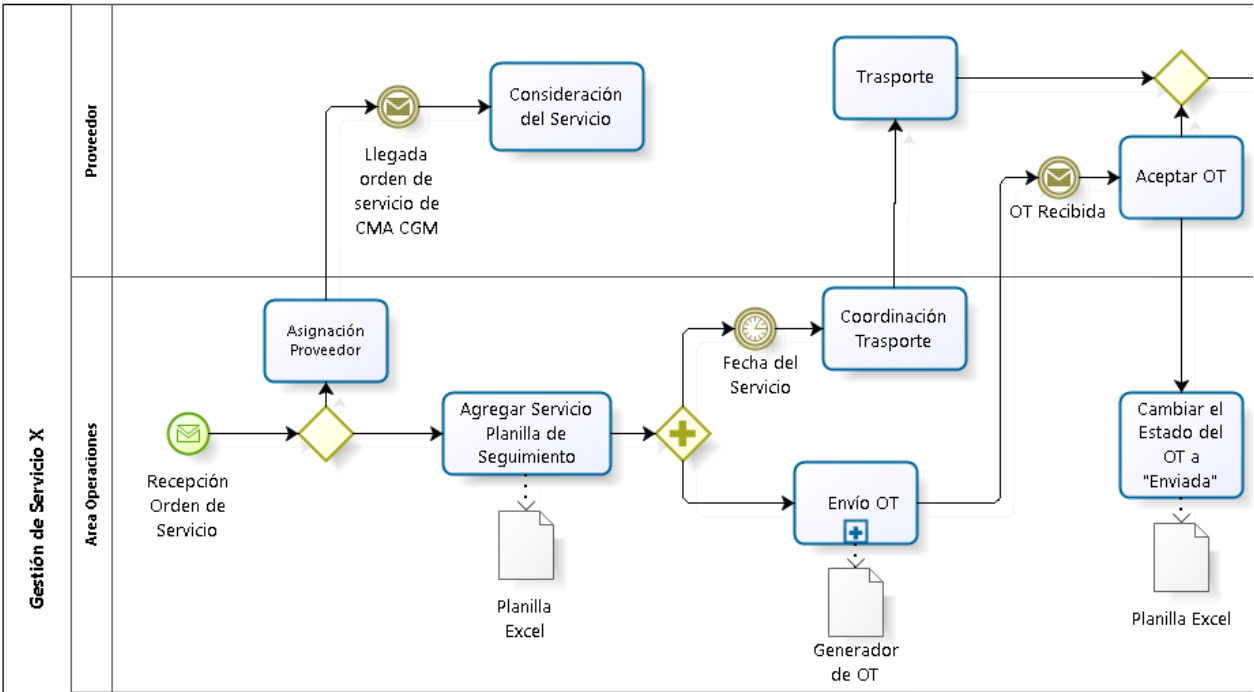 Gestión de Servicio X
Proveedor
Trasporte
Consideración
del Servicio
Llegada
orden de
servicio de
CMA CGM
Aceptar OT
OT Recibida
Area Operaciones
Asignación
Proveedor
Coordinación
Trasporte
Fecha del
Servicio
Agregar Servicio
Planilla de
Seguimiento
Cambiar el
Estado del
OT a
"Enviada"
Recepción
Orden de
Servicio
Envío OT
Planilla
Excel
Generador
de OT
Planilla Excel